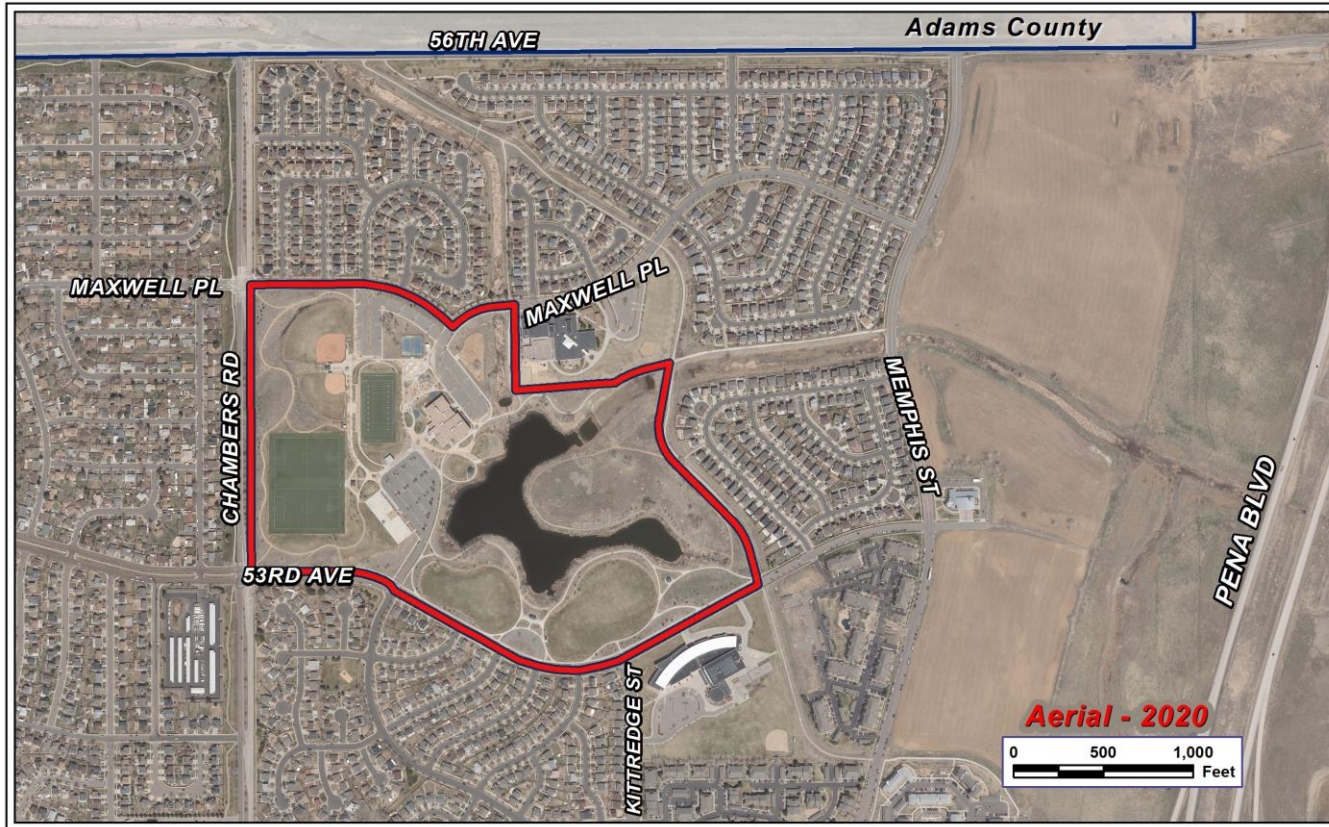 Adams County
56TH AVE
MAXWELL PL
MAXWELL PL
CHAMBERS RD
MEMPHIS ST
PENA BLVD
53RD AVE
KITTREDGE ST
Aerial - 2020
0 500 1,000
Feet